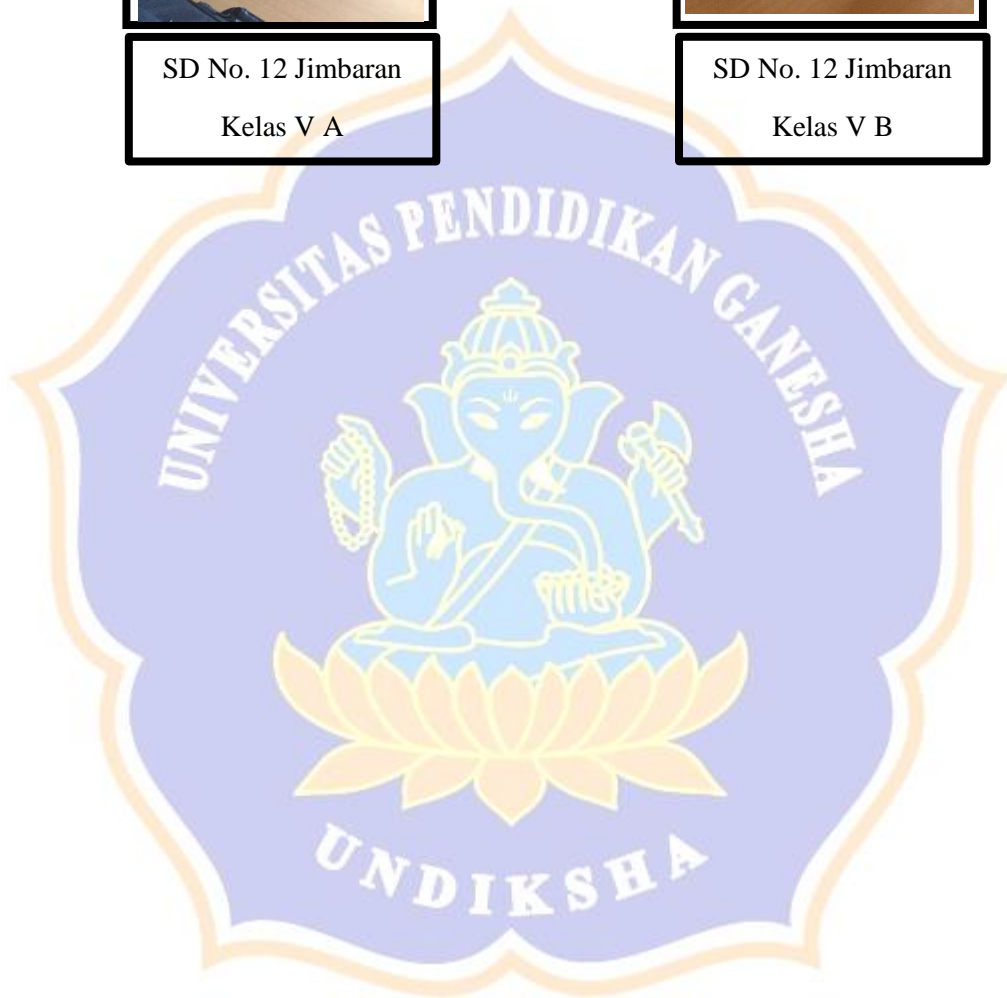 SD No. 12 Jimbaran
Kelas V A
SD No. 12 Jimbaran
Kelas V B
UNIVERSITAS PENDIDIKAN GANESHA
UNDIKSHA